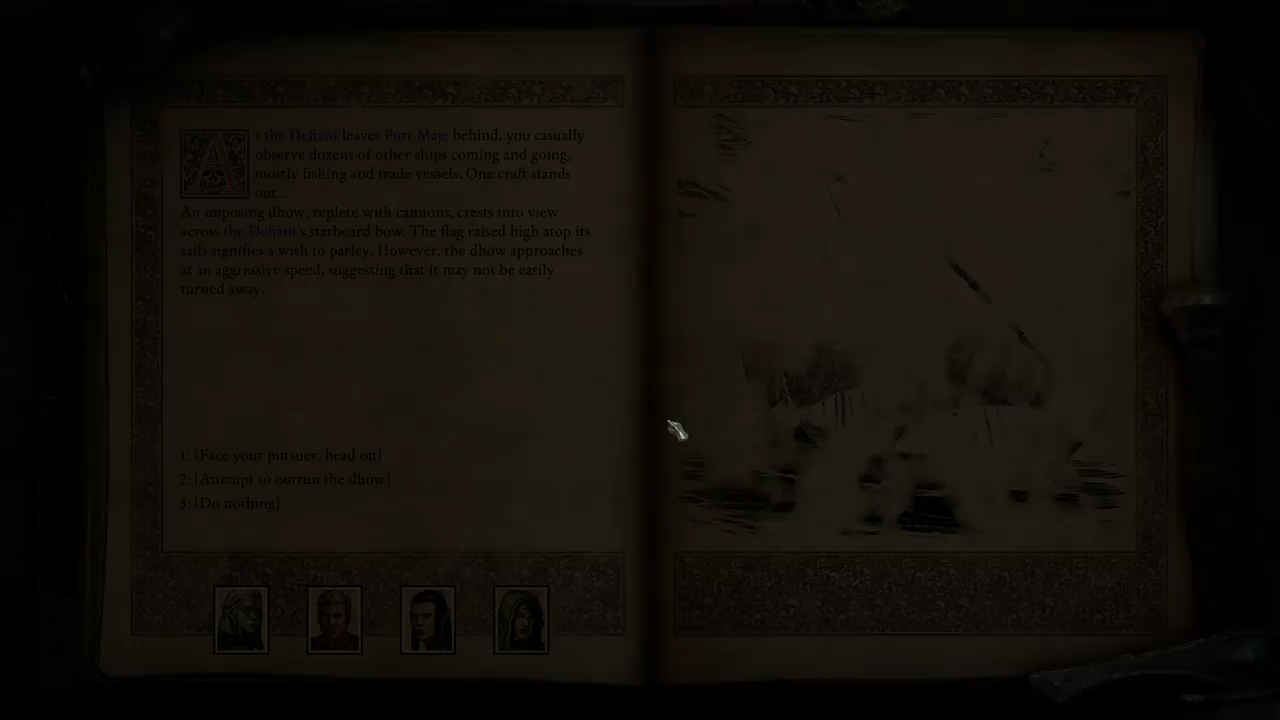 As the Defiant leaves Port Maje behind, you casually
observe dozens of other ships coming and going,
mostly fishing and trade vessels. One craft stands
out...
An imposing dhow, replete with cannons, crests into view
across the Defiant's starboard bow. The flag raised high atop its
sails signifies a wish to parley. However, the dhow approaches
at an aggressive speed, suggesting that it may not be easily
turned away.
1: [Face your pursuer, head on]
2: [Attempt to outrun the dhow]
3: [Do nothing]